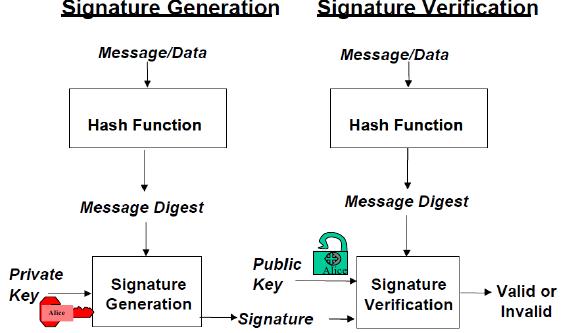 Signature Generation
Signature Verification
Message/Data
Message/Data
Hash Function
Hash Function
Message Digest
Message Digest
Private
Key
Alice
Signature
Generation
Public
Key
Alice
Signature
Verification
Valid or
Invalid
Signature